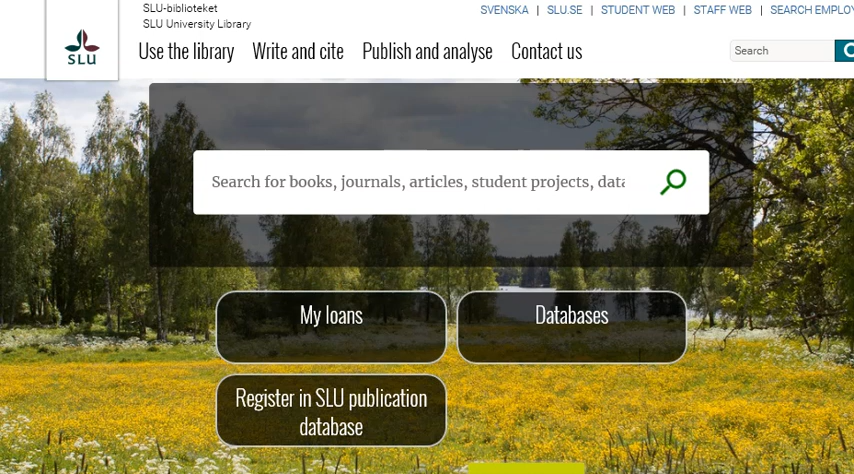 SLU-biblioteket
SLU University Library
SVENSKA | SLU.SE | STUDENT WEB | STAFF WEB | SEARCH
SLU
Use the library Write and cite Publish and analyse Contact us
Search
Search for books, journals, articles, student projects,
My loans
Databases
Register in SLU publication
database